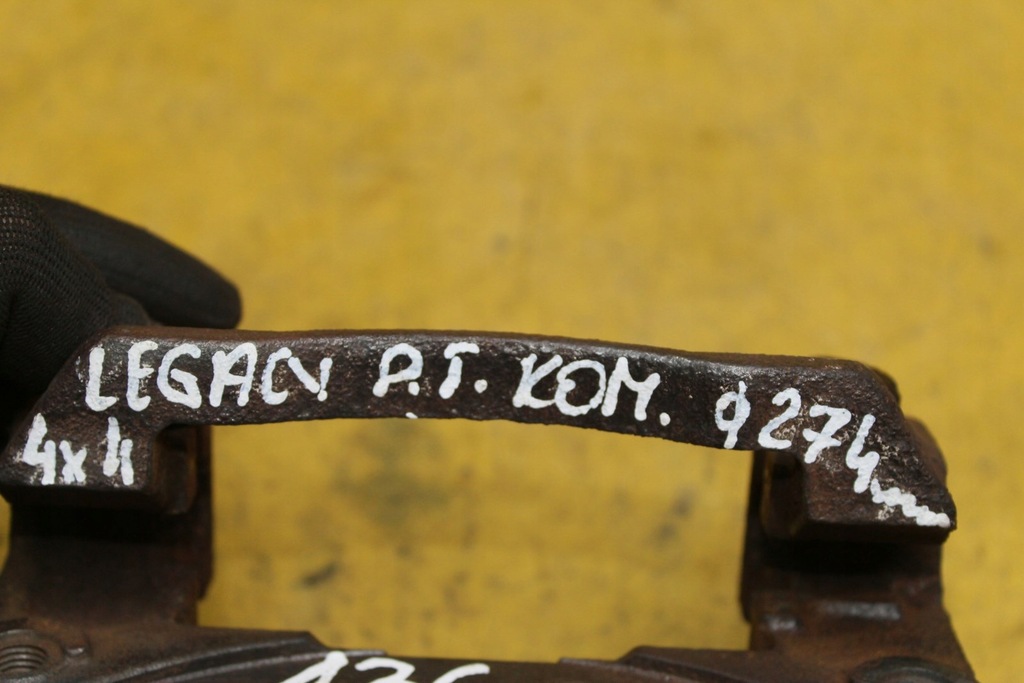 LEGACY P.T. KOM. ϕ274mm
4x4